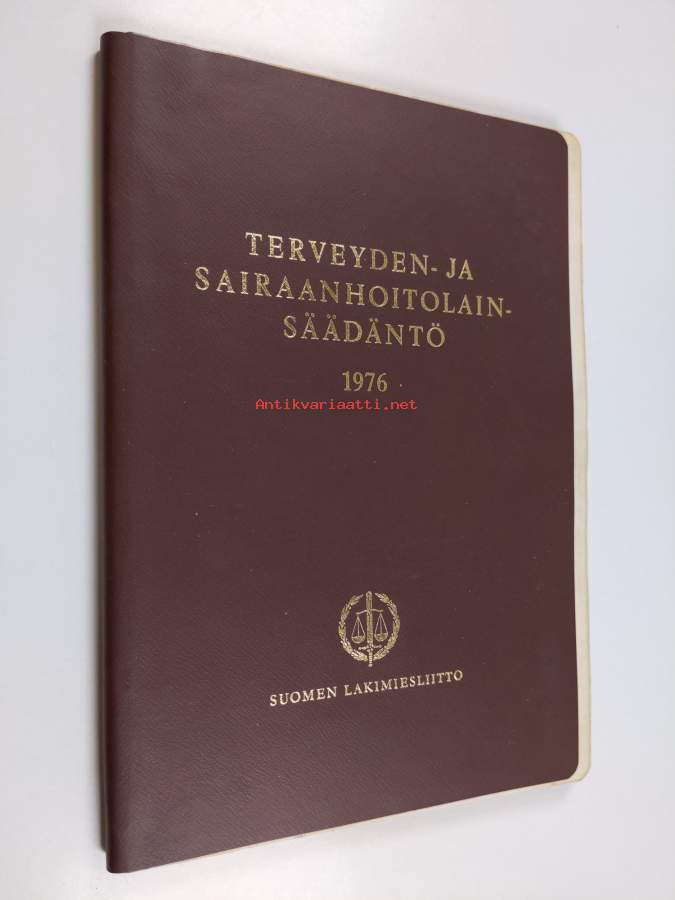 TERVEYDEN- JA
SAIRAANHOITOLAIN-
SÄÄDÄNTÖ
1976
Antikvariaatti.net
SUOMEN LAKIMIESLIITTO